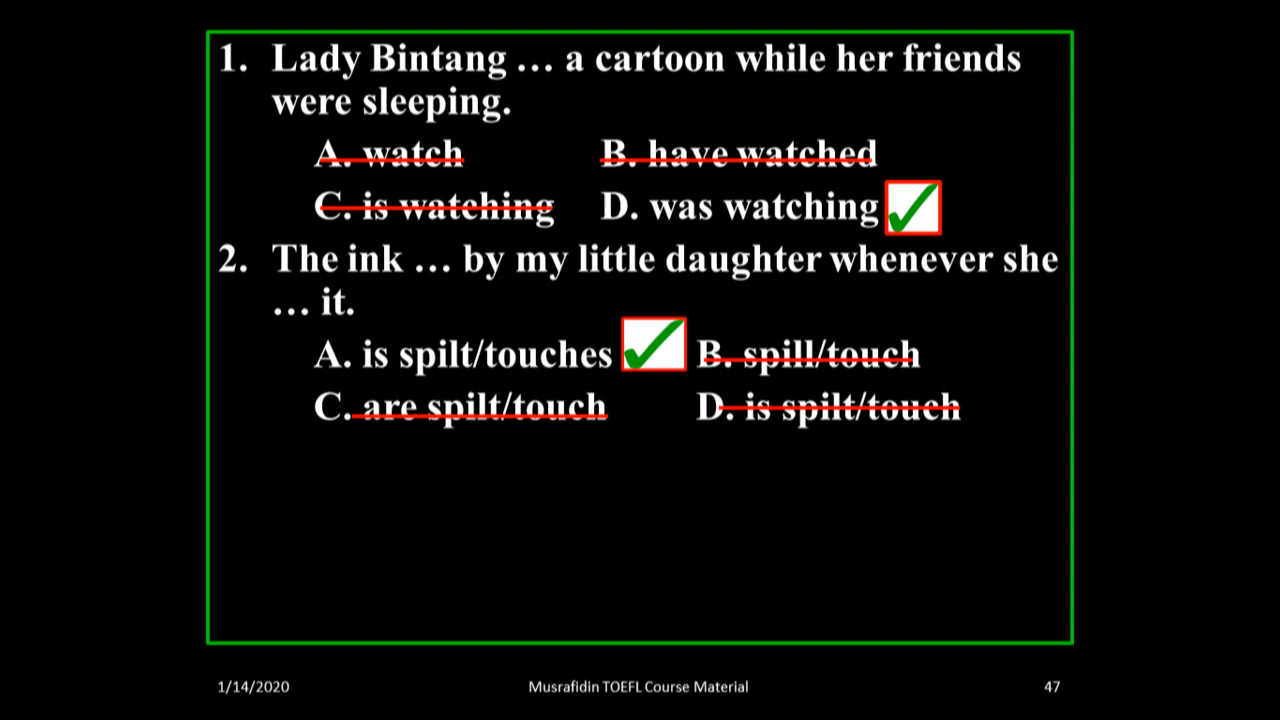 1. Lady Bintang … a cartoon while her friends
were sleeping.
A. watch B. have watched
C. is watching D. was watching
2. The ink … by my little daughter whenever she
… it.
A. is spilt/touches B. spill/touch
C. are spilt/touch D. is spilt/touch
1/14/2020 Musrafidin TOEFL Course Material 47